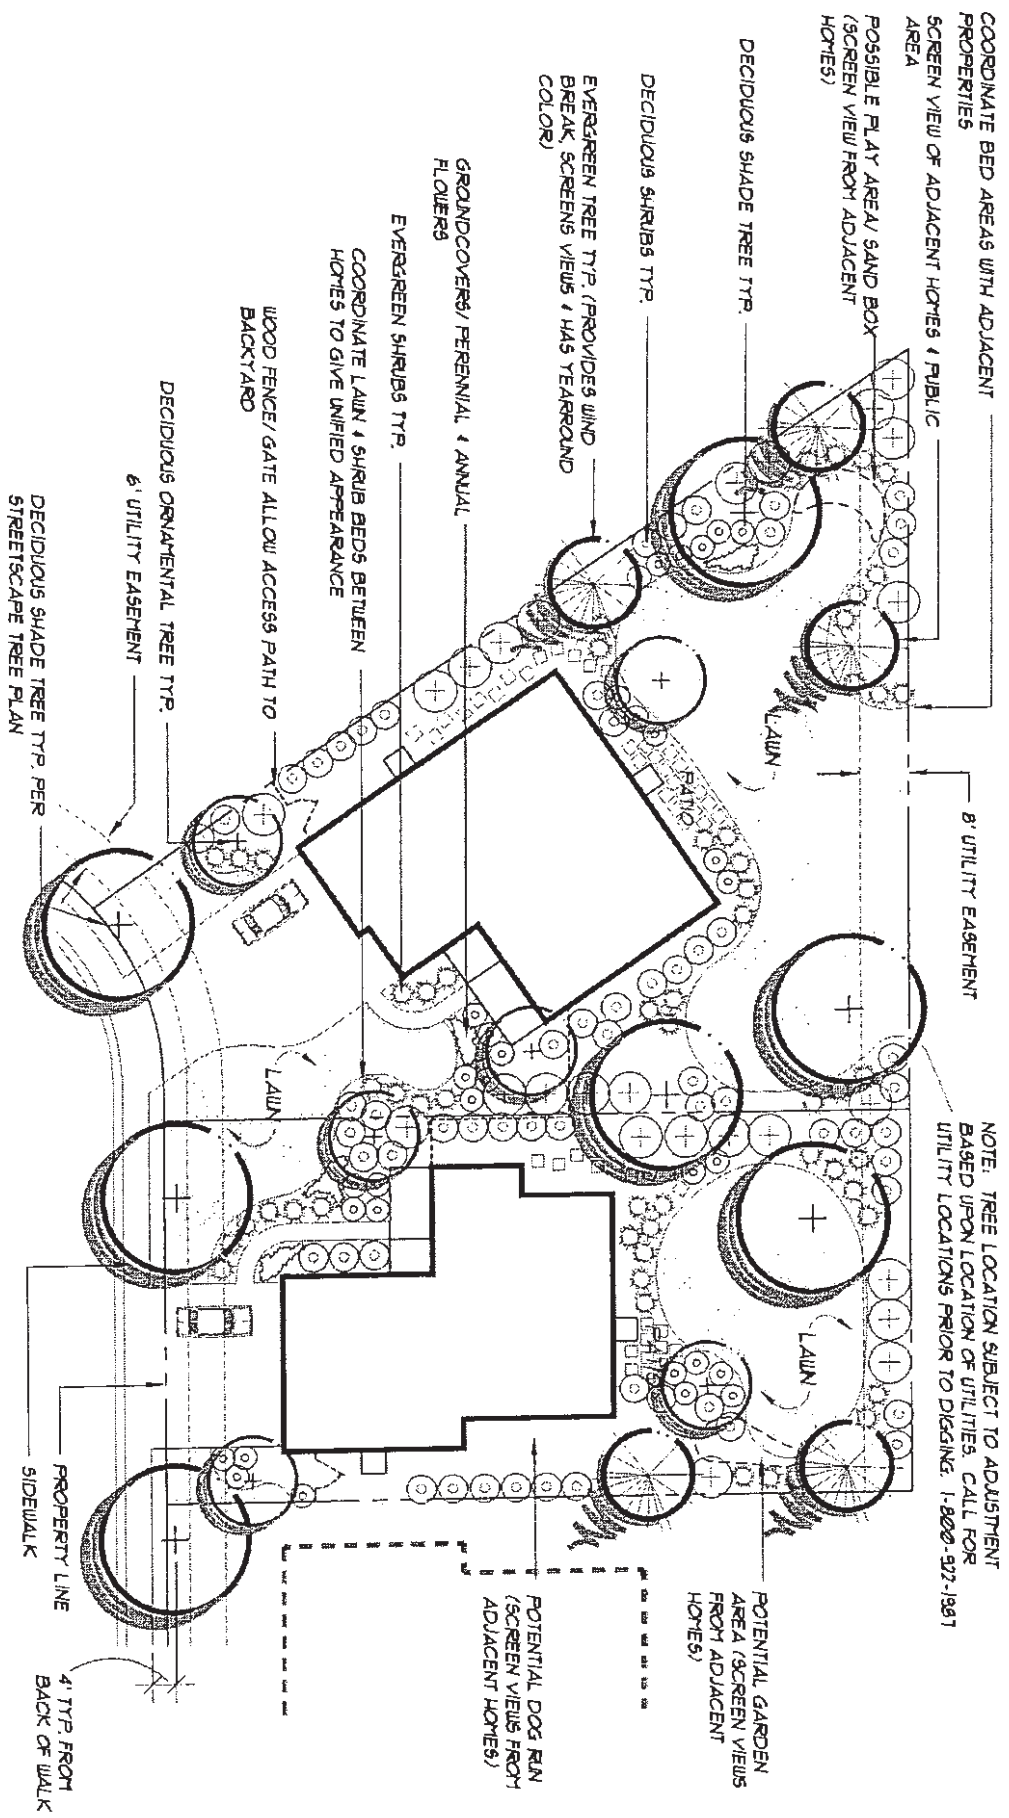 COORDINATE BED AREAS WITH ADJACENT
PROPERTIES
SCREEN VIEW OF ADJACENT HOMES & PUBLIC
AREA
POSSIBLE PLAY AREA/ SAND BOX
(SCREEN VIEW FROM ADJACENT
HOMES)
DECIDUOUS SHADE TREE TYP.
DECIDUOUS SHRUBS TYP.
EVERGREEN TREE TYP. (PROVIDES WIND
BREAK, SCREENS VIEWS & HAS YEARROUND
COLOR)
GROUNDCOVERS/ PERENNIAL & ANNUAL
FLOWERS
EVERGREEN SHRUBS TYP.
COORDINATE LAWN & SHRUB BEDS BETWEEN
HOMES TO GIVE UNIFIED APPEARANCE
WOOD FENCE/ GATE ALLOW ACCESS PATH TO
BACKYARD
DECIDUOUS ORNAMENTAL TREE TYP.
6' UTILITY EASEMENT
DECIDUOUS SHADE TREE TYP. PER
STREETSCAPE TREE PLAN
LAWN
PATIO
8' UTILITY EASEMENT
LAWN
NOTE: TREE LOCATION SUBJECT TO ADJUSTMENT
BASED UPON LOCATION OF UTILITIES. CALL FOR
UTILITY LOCATIONS PRIOR TO DIGGING. 1-800-922-1987
LAWN
POTENTIAL GARDEN
AREA (SCREEN VIEWS
FROM ADJACENT
HOMES)
POTENTIAL DOG RUN
(SCREEN VIEWS FROM
ADJACENT HOMES)
PROPERTY LINE
SIDEWALK
4' TYP. FROM
BACK OF WALK